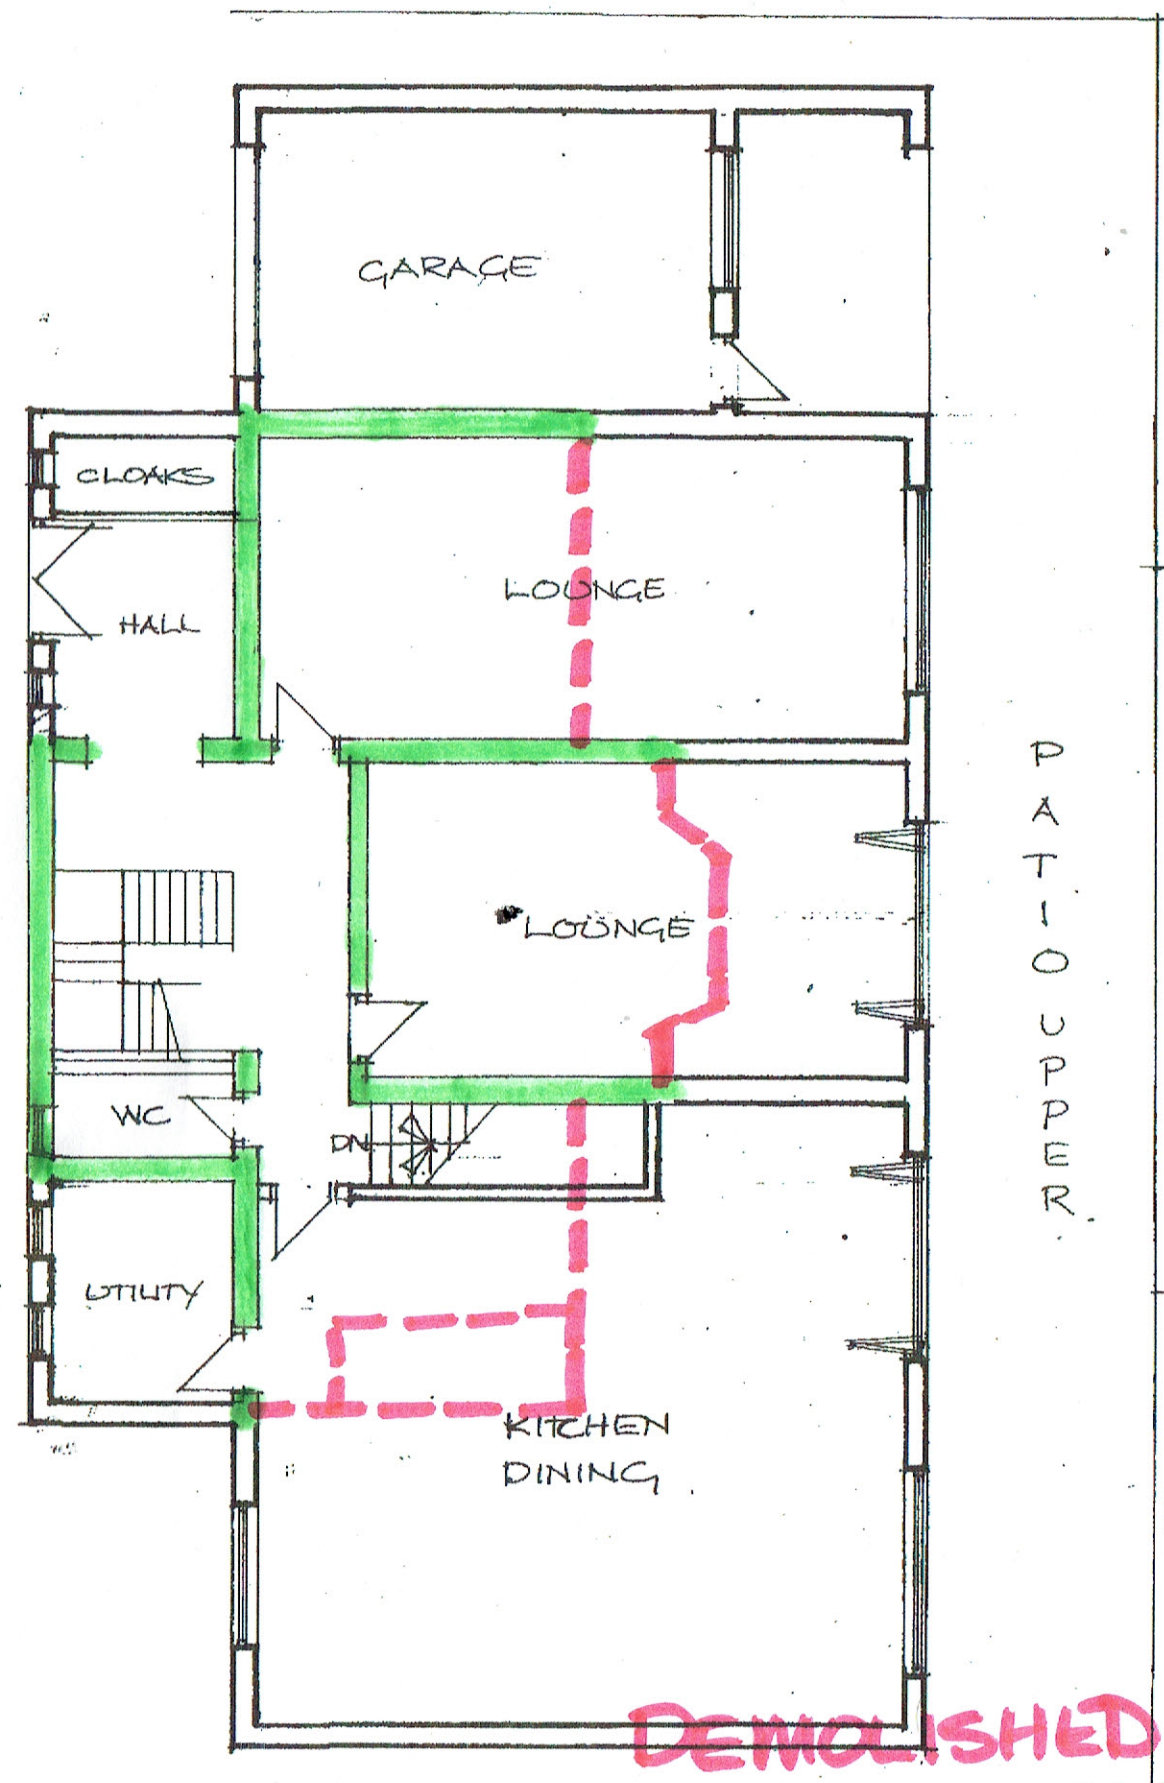 GARAGE
CLOAKS
LOUNGE
HALL
PATIO UPPER.
LOUNGE
WC
DN
UTILITY
KITCHEN
DINING
DEMOLISHED